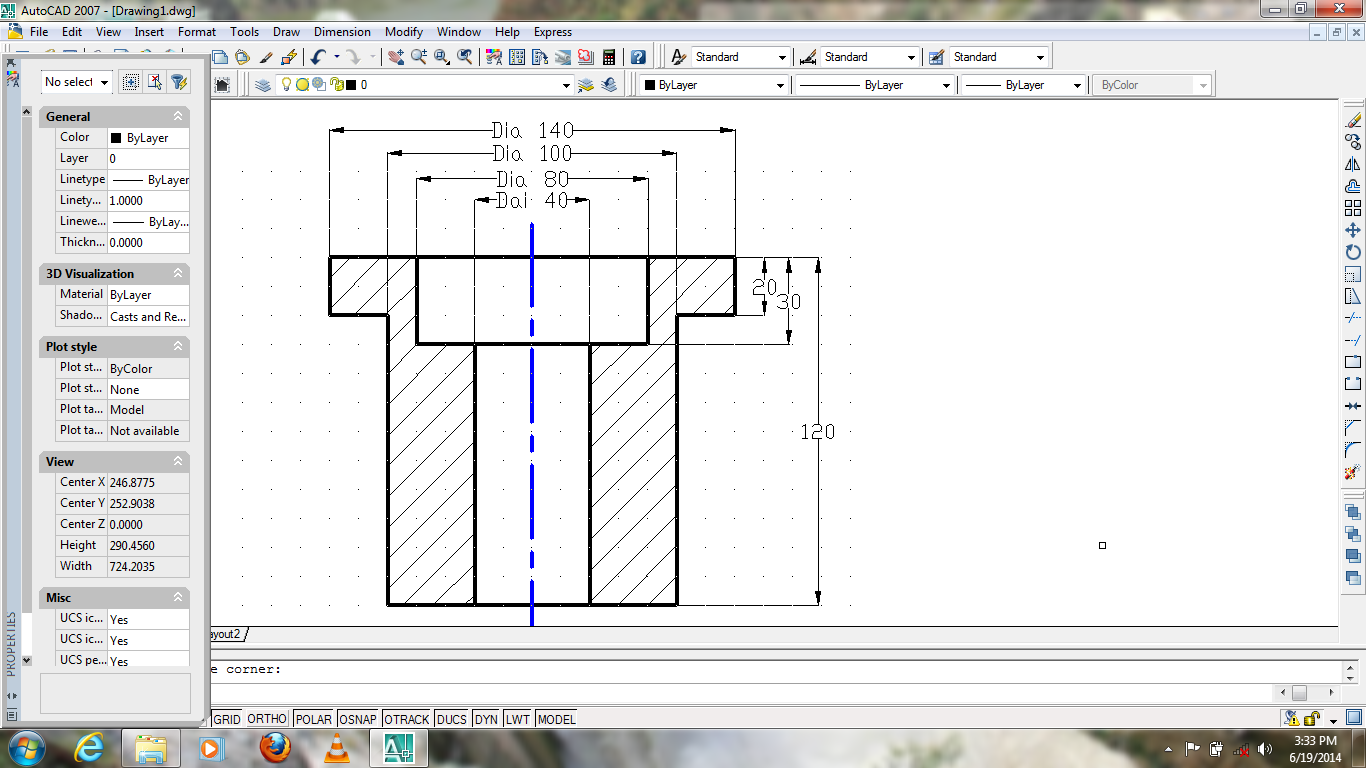 AutoCAD 2007 - [Drawing1.dwg]
File Edit View Insert Format Tools Draw Dimension Modify Window Help Express
Standard Standard Standard
No select
0 ByLayer ByLayer ByLayer ByColor
General
Color ByLayer
Layer 0
Linetype ByLayer
Linety... 1.0000
Linewe... ByLay...
Thickn... 0.0000
3D Visualization
Material ByLayer
Shado... Casts and Re...
Plot style
Plot st... ByColor
Plot st... None
Plot ta... Model
Plot ta... Not available
View
Center X 246.8775
Center Y 252.9038
Center Z 0.0000
Height 290.4560
Width 724.2035
Misc
UCS ic... Yes
UCS ic... Yes
UCS pe... Yes
PROPERTIES
Dia 140
Dia 100
Dia 80
Dai 40
20
30
120
ayout2
e corner:
GRID ORTHO POLAR OSNAP OTRACK DUCS DYN LWT MODEL
3:33 PM
6/19/2014